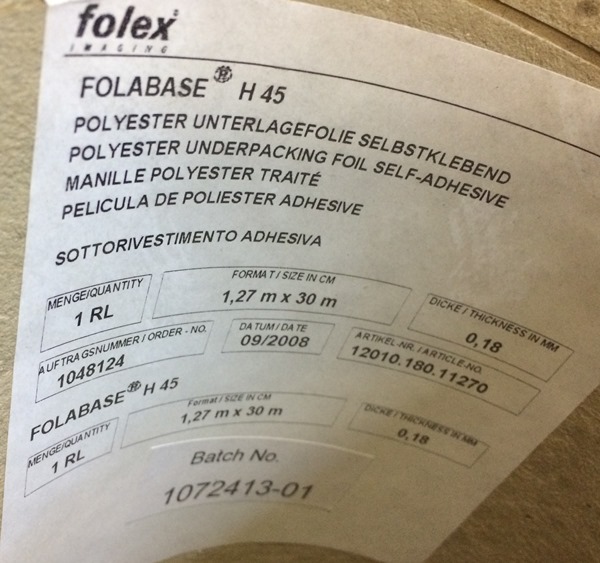 folex
IMAGING
FOLABASE® H 45
POLYESTER UNTERLAGEFOLIE SELBSTKLEBEND
POLYESTER UNDERPACKING FOIL SELF-ADHESIVE
MANILLE POLYESTER TRAITÉ
PELICULA DE POLIESTER ADHESIVE
SOTTORIVESTIMENTO ADHESIVA
MENGE/QUANTITY
1 RL
FORMAT / SIZE IN CM
1,27 m x 30 m
DICKE / THICKNESS IN MM
0,18
AUFTRAGSNUMMER / ORDER - NO.
1048124
DATUM / DATE
09/2008
ARTIKEL-NR. / ARTICLE-NO.
12010.180.11270
FOLABASE® H 45
MENGE/QUANTITY
1 RL
Format / SIZE IN CM
1,27 m x 30 m
DICKE / THICKNESS IN MM
0,18
Batch No.
1072413-01